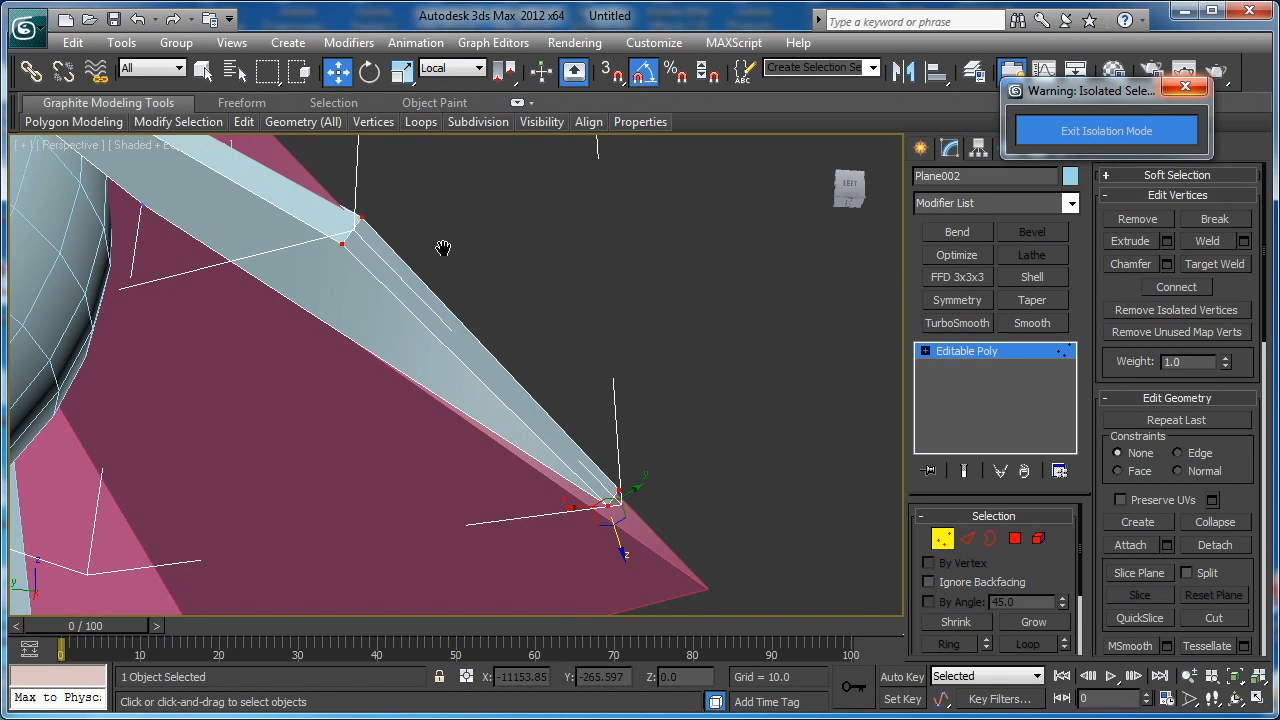 Autodesk 3ds Max 2012 x64 Untitled
Type a keyword or phrase
Edit Tools Group Views Create Modifiers Animation Graph Editors Rendering Customize MAXScript Help
All Local 3 % ABC Create Selection Se
Warning: Isolated Sele...
Exit Isolation Mode
Graphite Modeling Tools Freeform Selection Object Paint
Polygon Modeling Modify Selection Edit Geometry (All) Vertices Loops Subdivision Visibility Align Properties
[ + ] [ Perspective ] [ Shaded +
LEFT
Plane002
Modifier List
Bend Bevel
Optimize Lathe
FFD 3x3x3 Shell
Symmetry Taper
TurboSmooth Smooth
+ Editable Poly
- Selection
By Vertex
Ignore Backfacing
By Angle: 45.0
Shrink Grow
Ring Loop
+ Soft Selection
- Edit Vertices
Remove Break
Extrude Weld
Chamfer Target Weld
Connect
Remove Isolated Vertices
Remove Unused Map Verts
Weight: 1.0
- Edit Geometry
Repeat Last
Constraints
None Edge
Face Normal
Preserve UVs
Create Collapse
Attach Detach
Slice Plane Split
Slice Reset Plane
QuickSlice Cut
MSmooth Tessellate
x y z
z y x
< 0 / 100 >
0 10 20 30 40 50 60 70 80 90 100
1 Object Selected X: -11153.85 Y: -265.597 Z: 0.0 Grid = 10.0 Auto Key Selected
Max to Physc Click or click-and-drag to select objects Add Time Tag Set Key Key Filters... 0